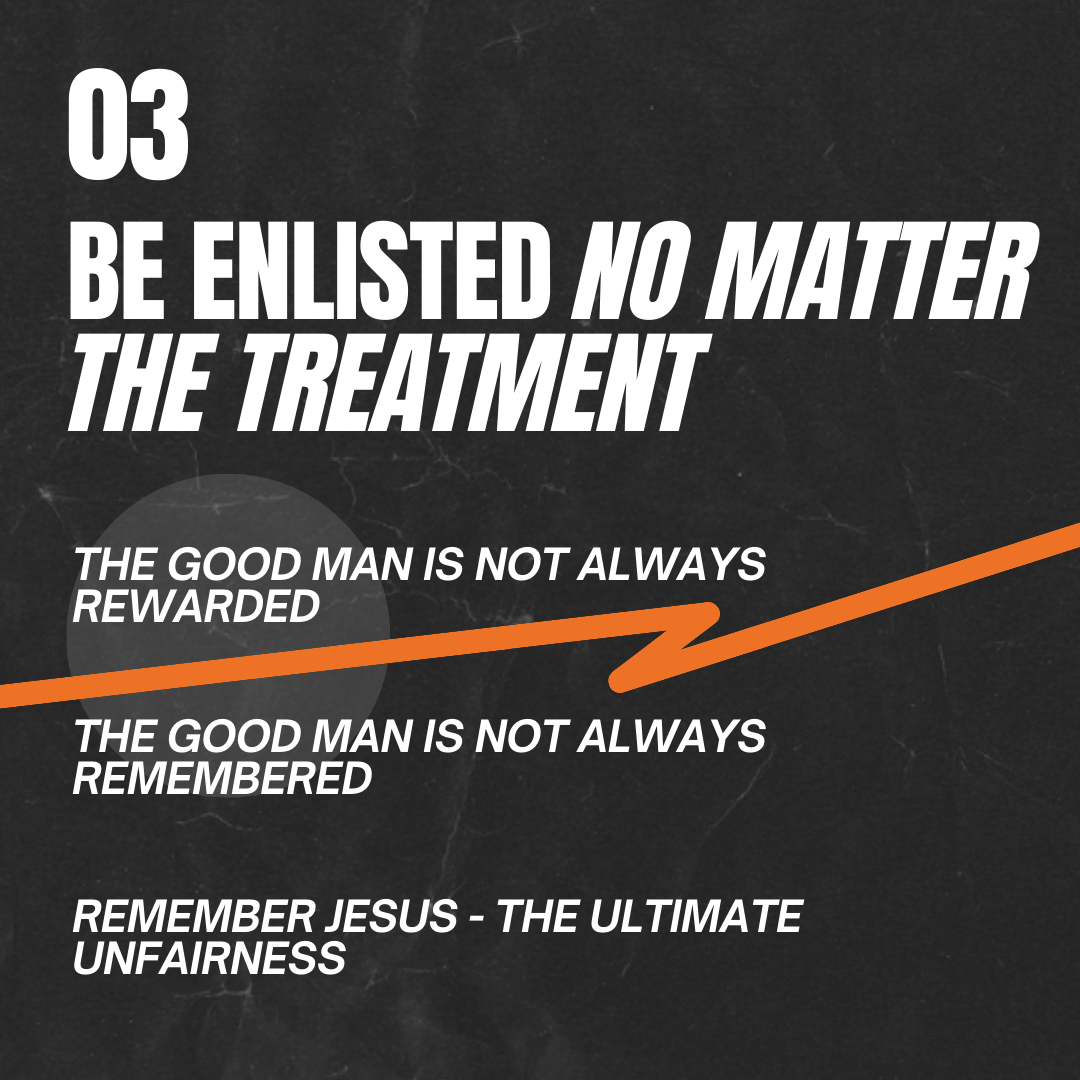 03
BE ENLISTED NO MATTER
THE TREATMENT
THE GOOD MAN IS NOT ALWAYS
REWARDED
THE GOOD MAN IS NOT ALWAYS
REMEMBERED
REMEMBER JESUS - THE ULTIMATE
UNFAIRNESS